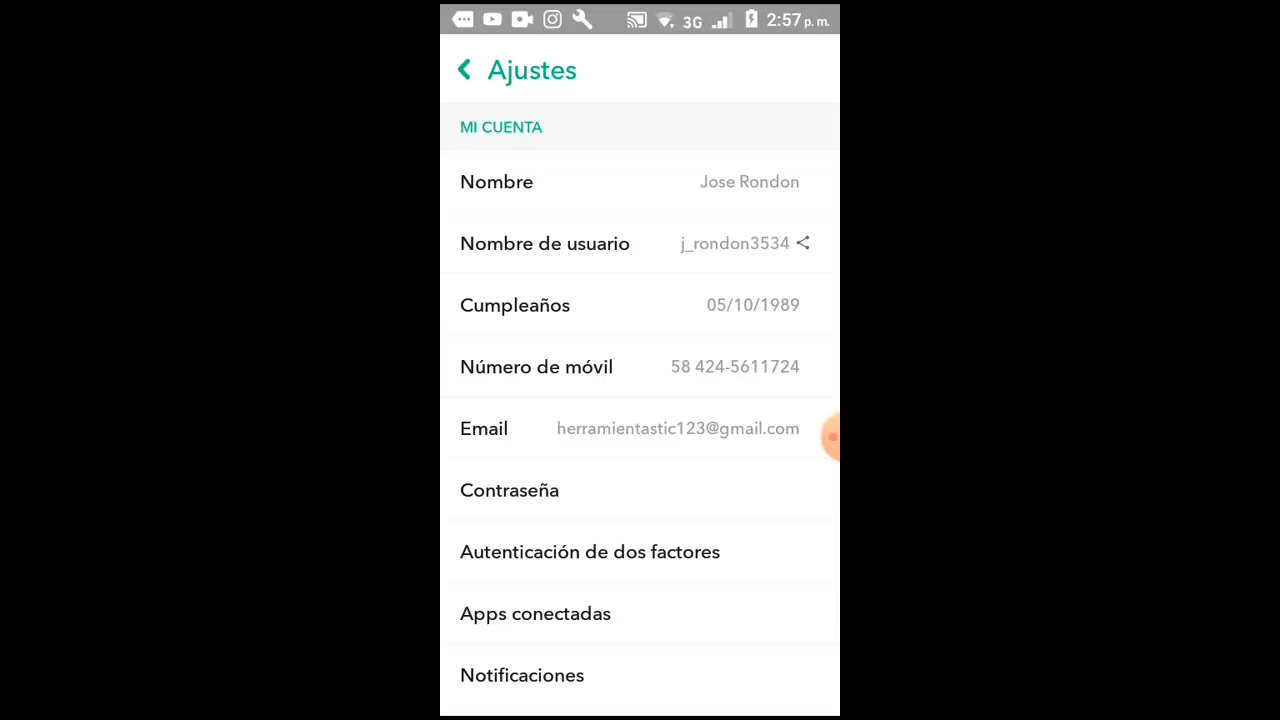 3G 2:57 p. m.
Ajustes
MI CUENTA
Nombre Jose Rondon
Nombre de usuario j_rondon3534
Cumpleaños 05/10/1989
Número de móvil 58 424-5611724
Email herramientastic123@gmail.com
Contraseña
Autenticación de dos factores
Apps conectadas
Notificaciones